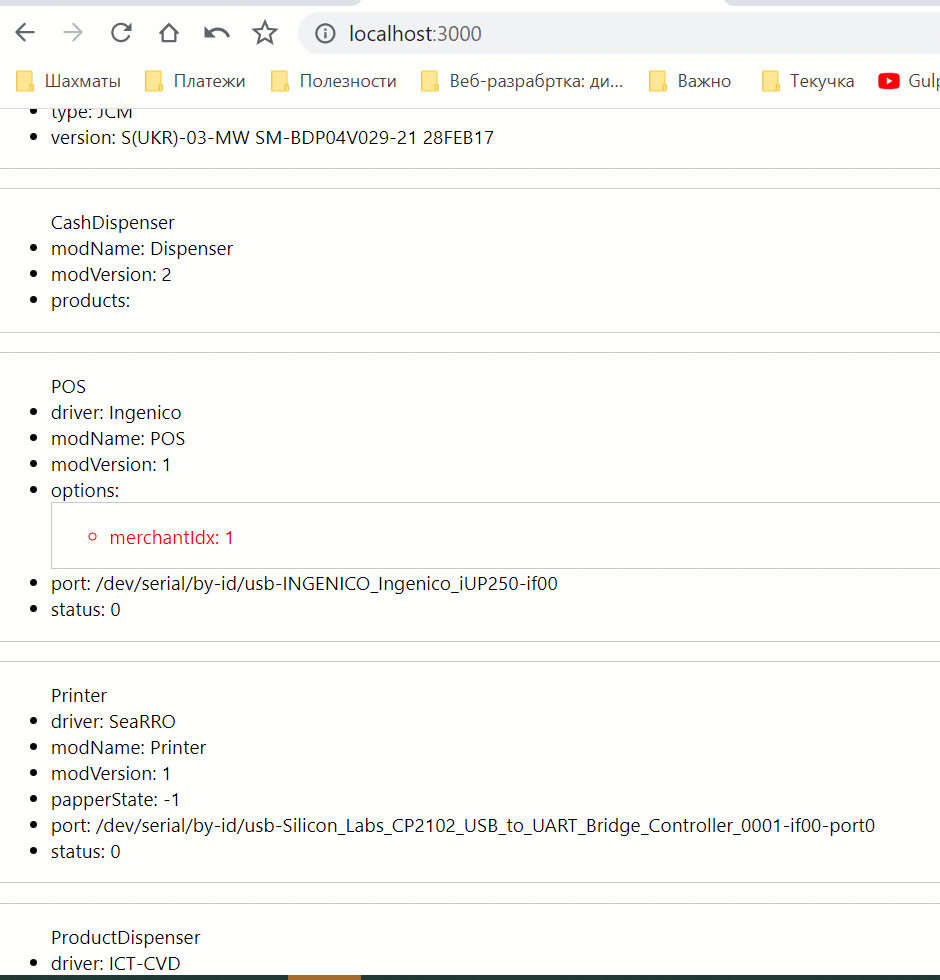 localhost:3000
Шахматы Платежи Полезности Веб-разрабртка: ди... Важно Текучка Gulp
type: JCM
version: S(UKR)-03-MW SM-BDP04V029-21 28FEB17
CashDispenser
modName: Dispenser
modVersion: 2
products:
POS
driver: Ingenico
modName: POS
modVersion: 1
options:
merchantIdx: 1
port: /dev/serial/by-id/usb-INGENICO_Ingenico_iUP250-if00
status: 0
Printer
driver: SeaRRO
modName: Printer
modVersion: 1
papperState: -1
port: /dev/serial/by-id/usb-Silicon_Labs_CP2102_USB_to_UART_Bridge_Controller_0001-if00-port0
status: 0
ProductDispenser
driver: ICT-CVD